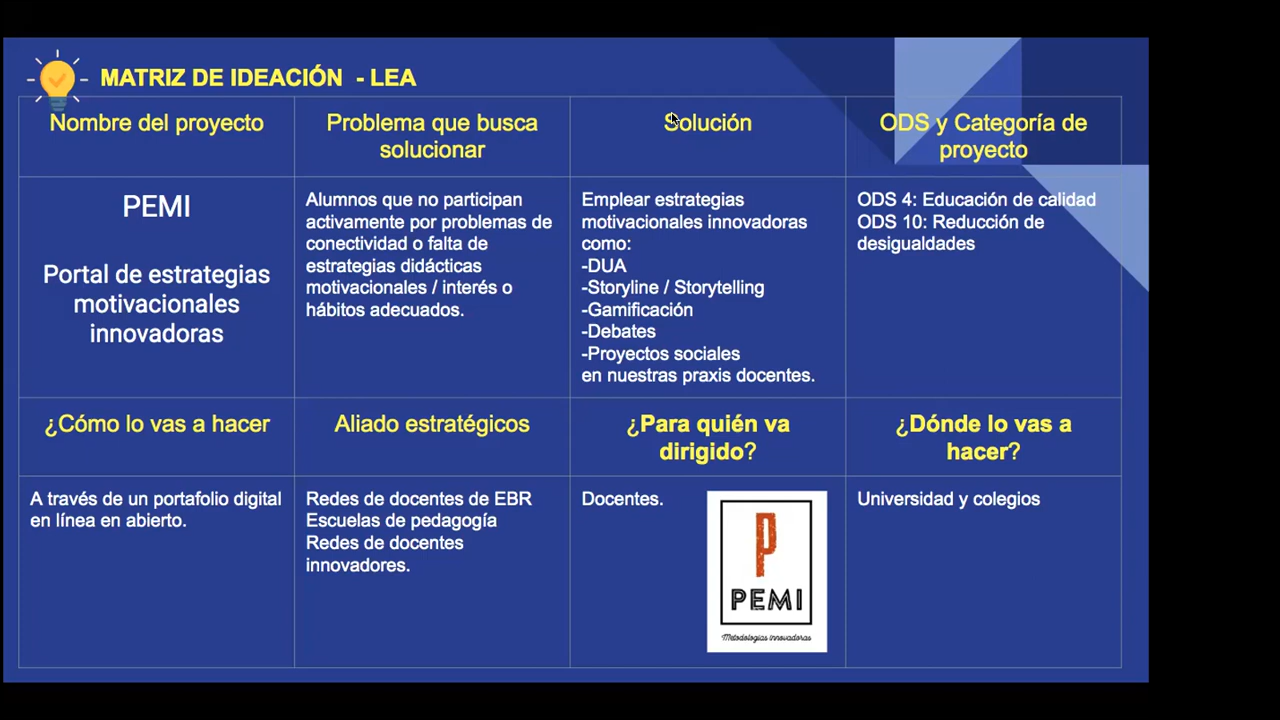 MATRIZ DE IDEACIÓN - LEA
Nombre del proyecto
Problema que busca
solucionar
Solución
ODS y Categoría de
proyecto
PEMI
Portal de estrategias
motivacionales
innovadoras
Alumnos que no participan
activamente por problemas de
conectividad o falta de
estrategias didácticas
motivacionales / interés o
hábitos adecuados.
Emplear estrategias
motivacionales innovadoras
como:
-DUA
-Storyline / Storytelling
-Gamificación
-Debates
-Proyectos sociales
en nuestras praxis docentes.
ODS 4: Educación de calidad
ODS 10: Reducción de
desigualdades
¿Cómo lo vas a hacer
Aliado estratégicos
¿Para quién va
dirigido?
¿Dónde lo vas a
hacer?
A través de un portafolio digital
en línea en abierto.
Redes de docentes de EBR
Escuelas de pedagogía
Redes de docentes
innovadores.
Docentes.
P
PEMI
Metodologías innovadoras
Universidad y colegios